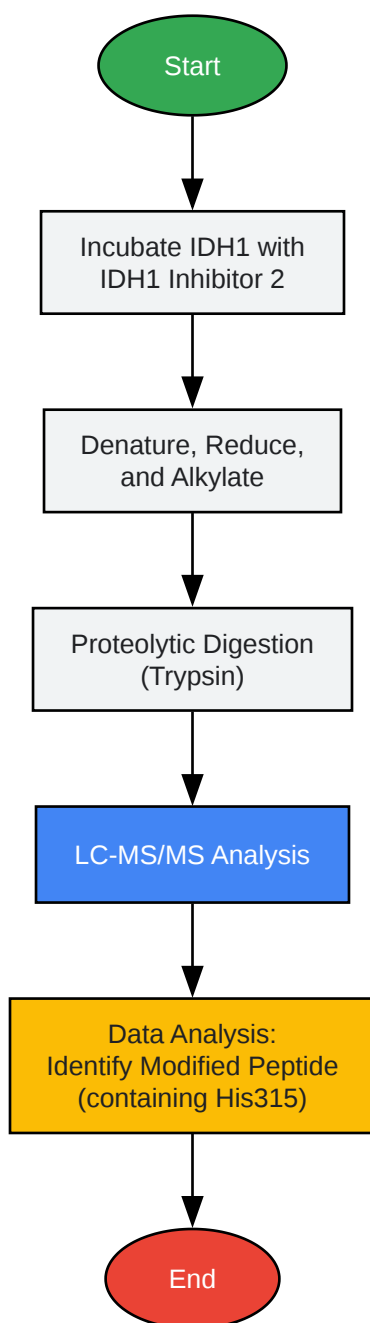 Start
Incubate IDH1 with
IDH1 Inhibitor 2
Denature, Reduce,
and Alkylate
Proteolytic Digestion
(Trypsin)
LC-MS/MS Analysis
Data Analysis:
Identify Modified Peptide
(containing His315)
End